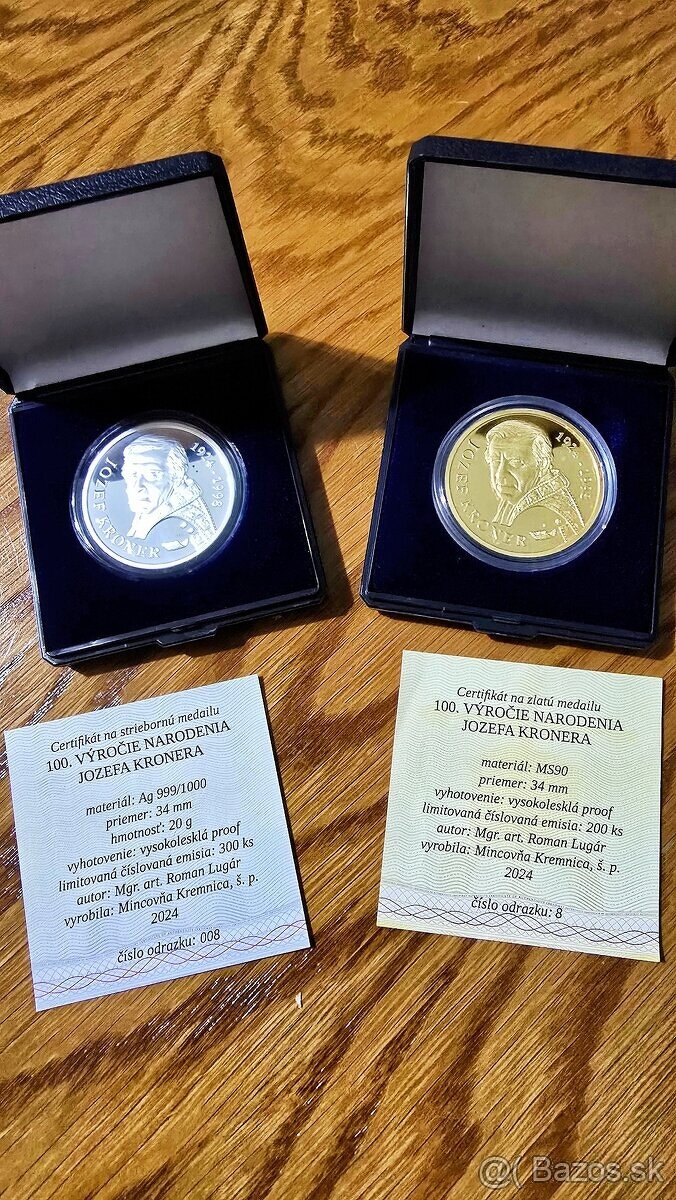 JOZEF KRONER
1924 - 1998
JOZEF KRONER
Certifikát na striebornú medailu
100. VÝROČIE NARODENIA
JOZEFA KRONERA
materiál: Ag 999/1000
priemer: 34 mm
hmotnosť: 20 g
vyhotovenie: vysokolesklá proof
limitovaná číslovaná emisia: 300 ks
autor: Mgr. art. Roman Lugár
vyrobila: Mincovňa Kremnica, š. p.
2024
číslo odrazku: 008
Certifikát na zlatú medailu
100. VÝROČIE NARODENIA
JOZEFA KRONERA
materiál: MS90
priemer: 34 mm
vyhotovenie: vysokolesklá proof
limitovaná číslovaná emisia: 200 ks
autor: Mgr. art. Roman Lugár
vyrobila: Mincovňa Kremnica, š. p.
2024
číslo odrazku: 8
@( Bazos.sk